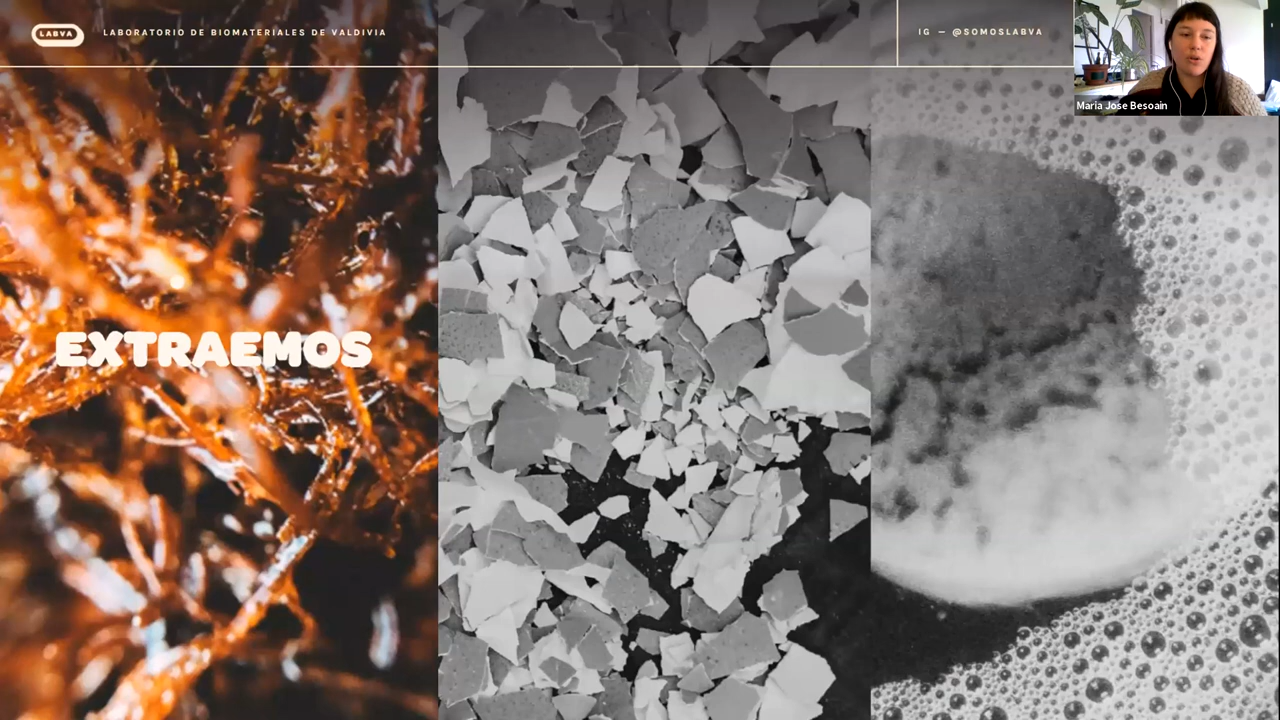 LABVA
LABORATORIO DE BIOMATERIALES DE VALDIVIA
IG — @SOMOSLABVA
Maria Jose Besoain
EXTRAEMOS